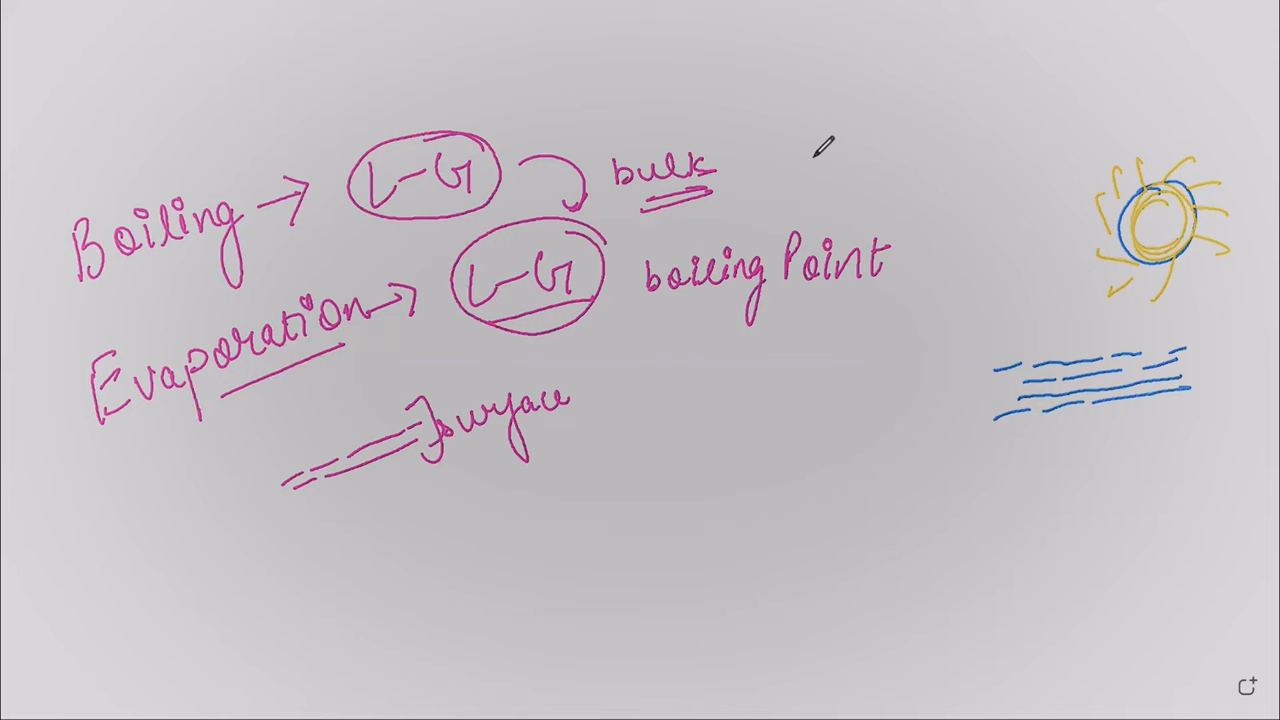 Boiling → L-G bulk
Evaporation → L-G boiling Point
surface